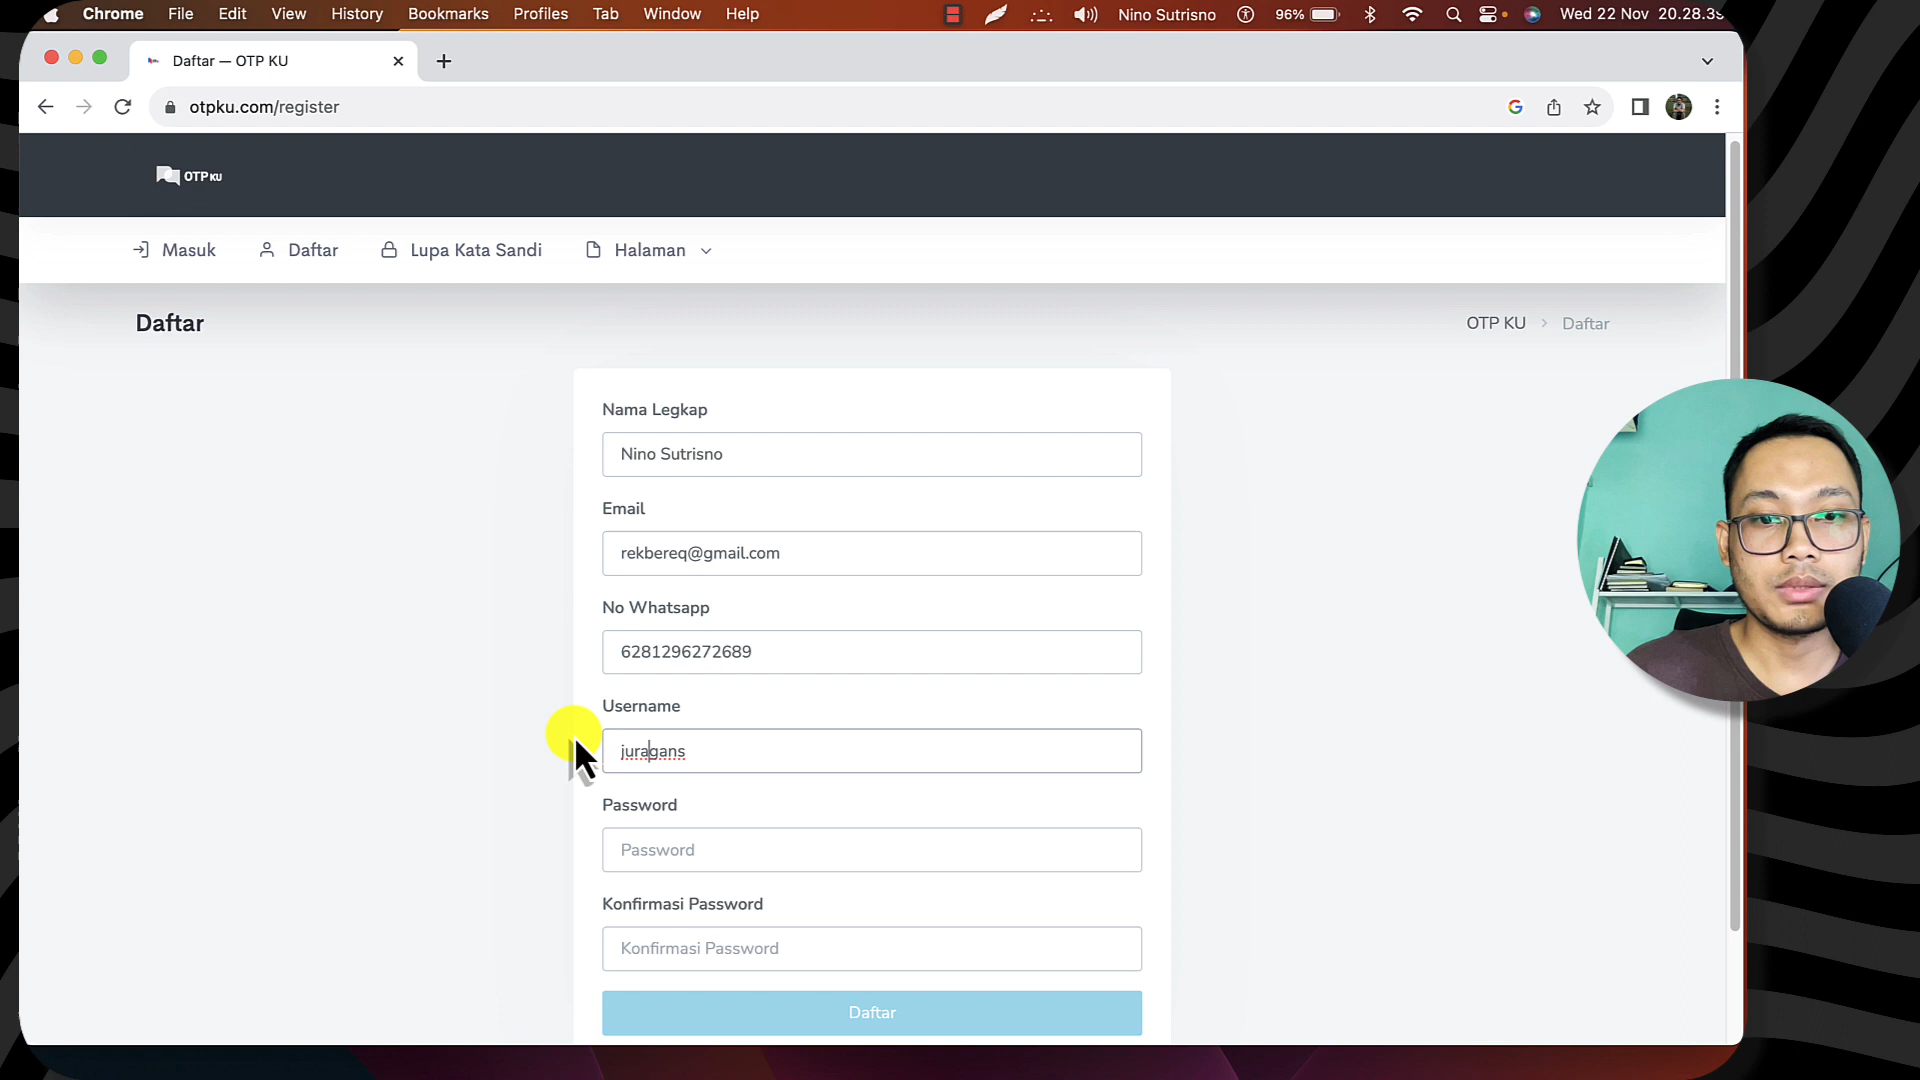 Chrome File Edit View History Bookmarks Profiles Tab Window Help Nino Sutrisno 96% Wed 22 Nov 20.28.39
Daftar — OTP KU
otpku.com/register
OTP KU
Masuk Daftar Lupa Kata Sandi Halaman
Daftar
OTP KU > Daftar
Nama Legkap
Nino Sutrisno
Email
rekbereq@gmail.com
No Whatsapp
6281296272689
Username
juragans
Password
Password
Konfirmasi Password
Konfirmasi Password
Daftar